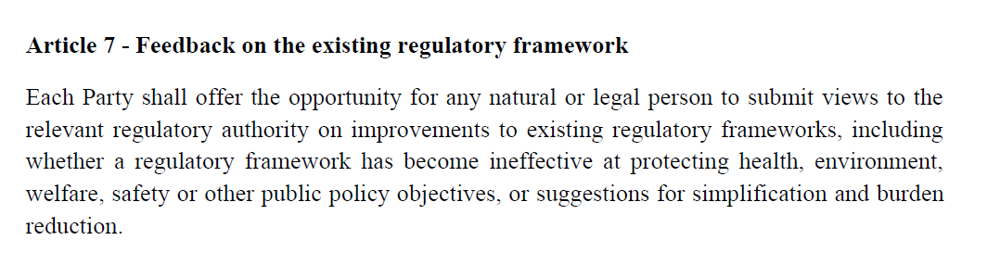 Article 7 - Feedback on the existing regulatory framework
Each Party shall offer the opportunity for any natural or legal person to submit views to the
relevant regulatory authority on improvements to existing regulatory frameworks, including
whether a regulatory framework has become ineffective at protecting health, environment,
welfare, safety or other public policy objectives, or suggestions for simplification and burden
reduction.